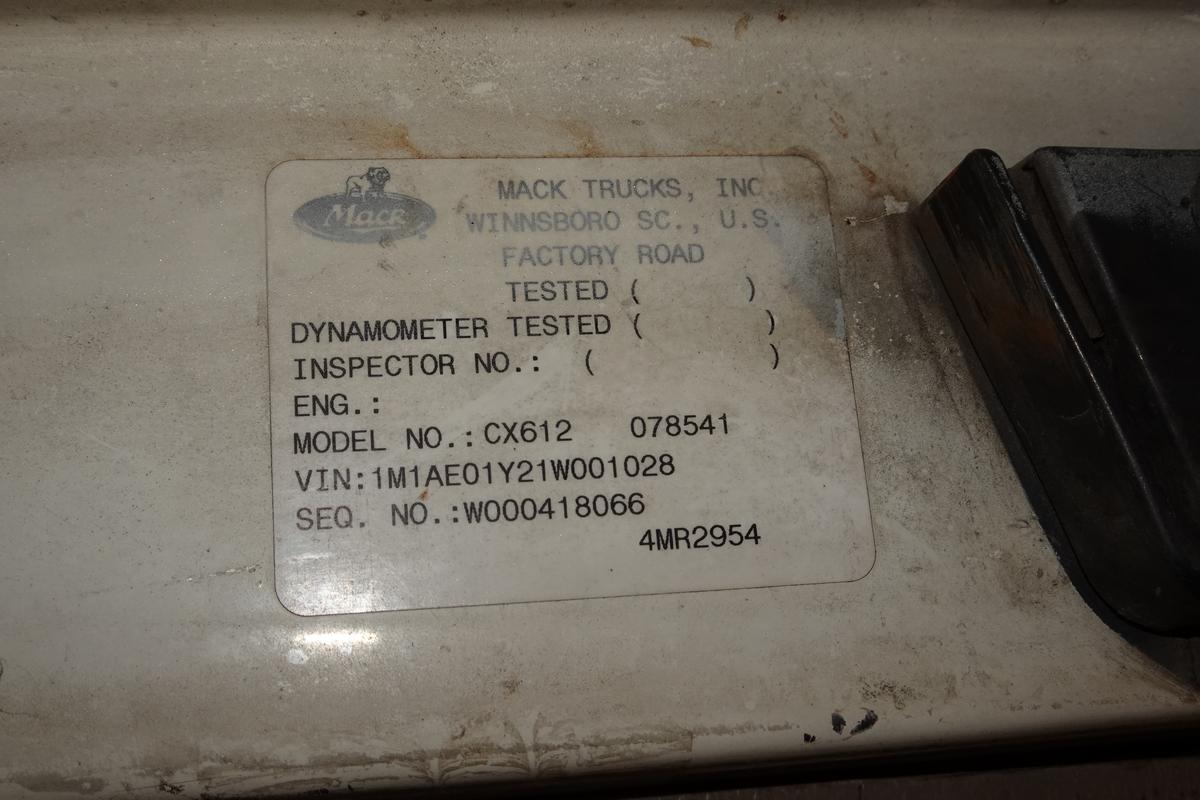 Mack
MACK TRUCKS, INC.
WINNSBORO SC., U.S.
FACTORY ROAD
TESTED ( )
DYNAMOMETER TESTED ( )
INSPECTOR NO.: ( )
ENG.:
MODEL NO.: CX612 078541
VIN:1M1AE01Y21W001028
SEQ. NO.:W000418066
4MR2954